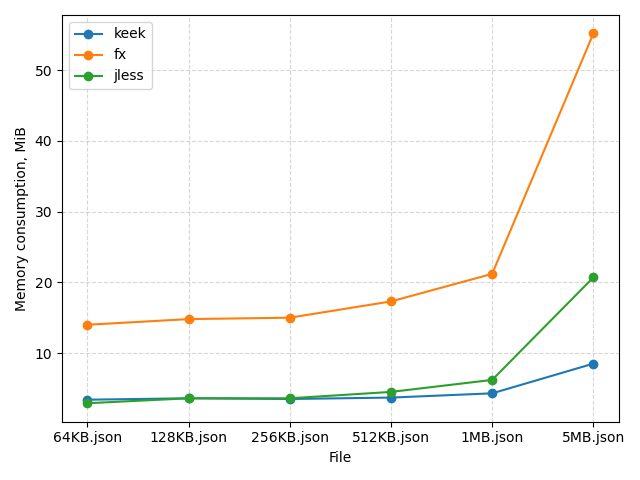 keek
fx
jless
Memory consumption, MiB
50
40
30
20
10
64KB.json 128KB.json 256KB.json 512KB.json 1MB.json 5MB.json
File